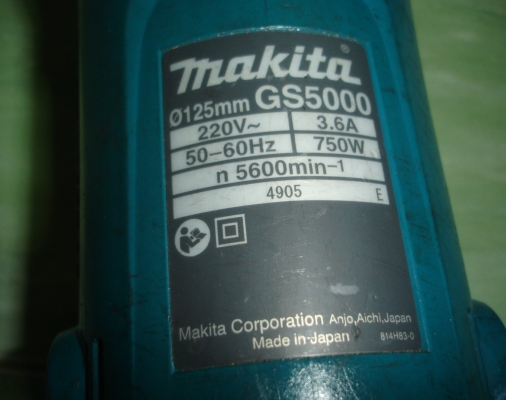 makita®
Ø125mm GS5000
220V~ 3.6A
50-60Hz 750W
n 5600min-1
4905 E
Makita Corporation Anjo,Aichi,Japan
Made in Japan 814H83-0